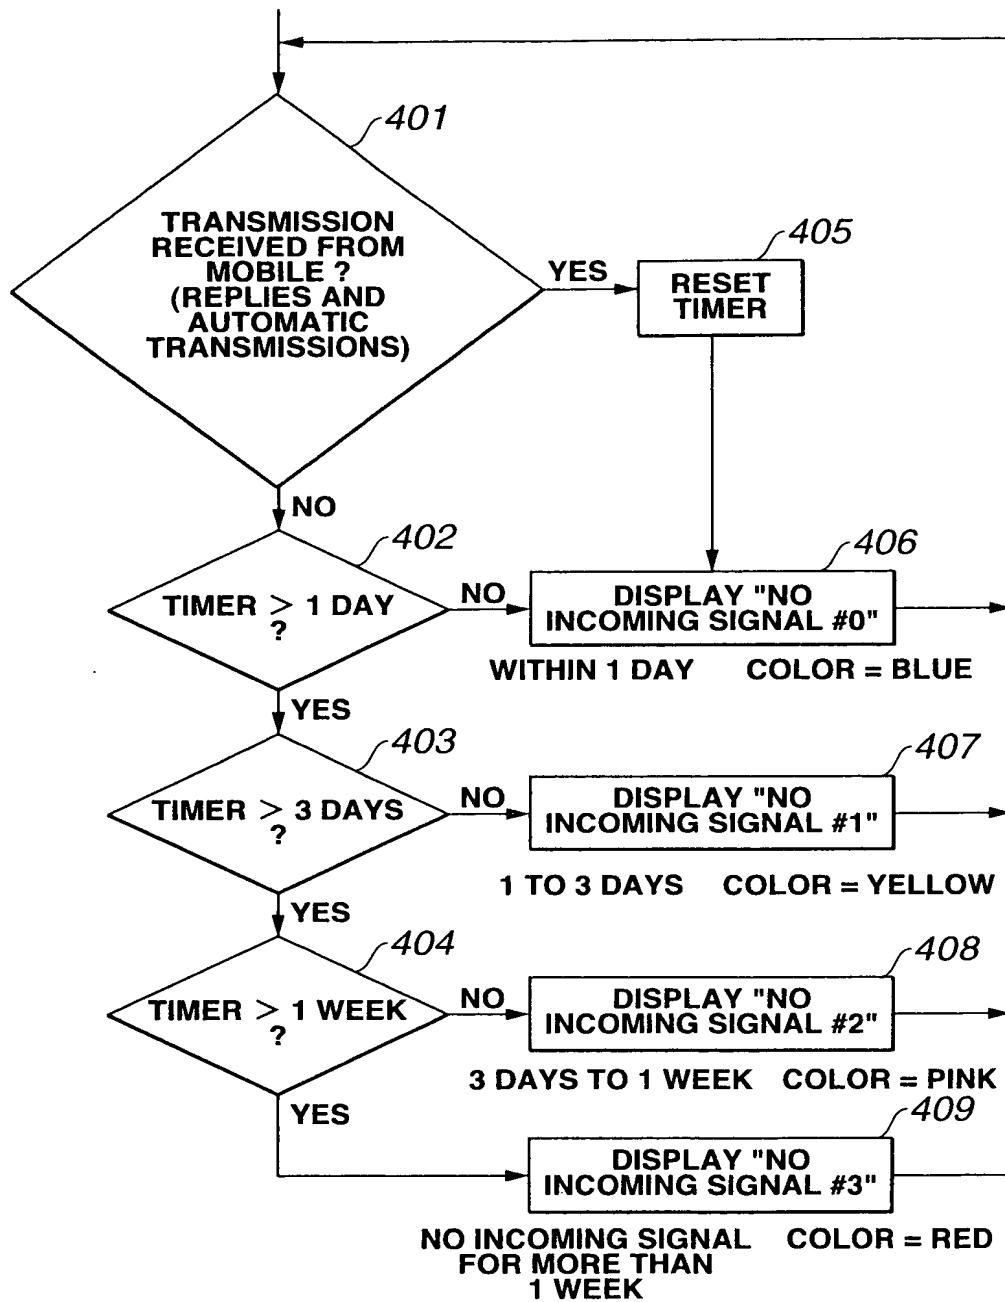 401
TRANSMISSION
RECEIVED FROM
MOBILE ?
(REPLIES AND
AUTOMATIC
TRANSMISSIONS)
YES
405
RESET
TIMER
NO
402
TIMER > 1 DAY
?
NO
406
DISPLAY "NO
INCOMING SIGNAL #0"
WITHIN 1 DAY COLOR = BLUE
YES
403
TIMER > 3 DAYS
?
NO
407
DISPLAY "NO
INCOMING SIGNAL #1"
1 TO 3 DAYS COLOR = YELLOW
YES
404
TIMER > 1 WEEK
?
NO
408
DISPLAY "NO
INCOMING SIGNAL #2"
3 DAYS TO 1 WEEK COLOR = PINK
YES
409
DISPLAY "NO
INCOMING SIGNAL #3"
NO INCOMING SIGNAL COLOR = RED
FOR MORE THAN
1 WEEK